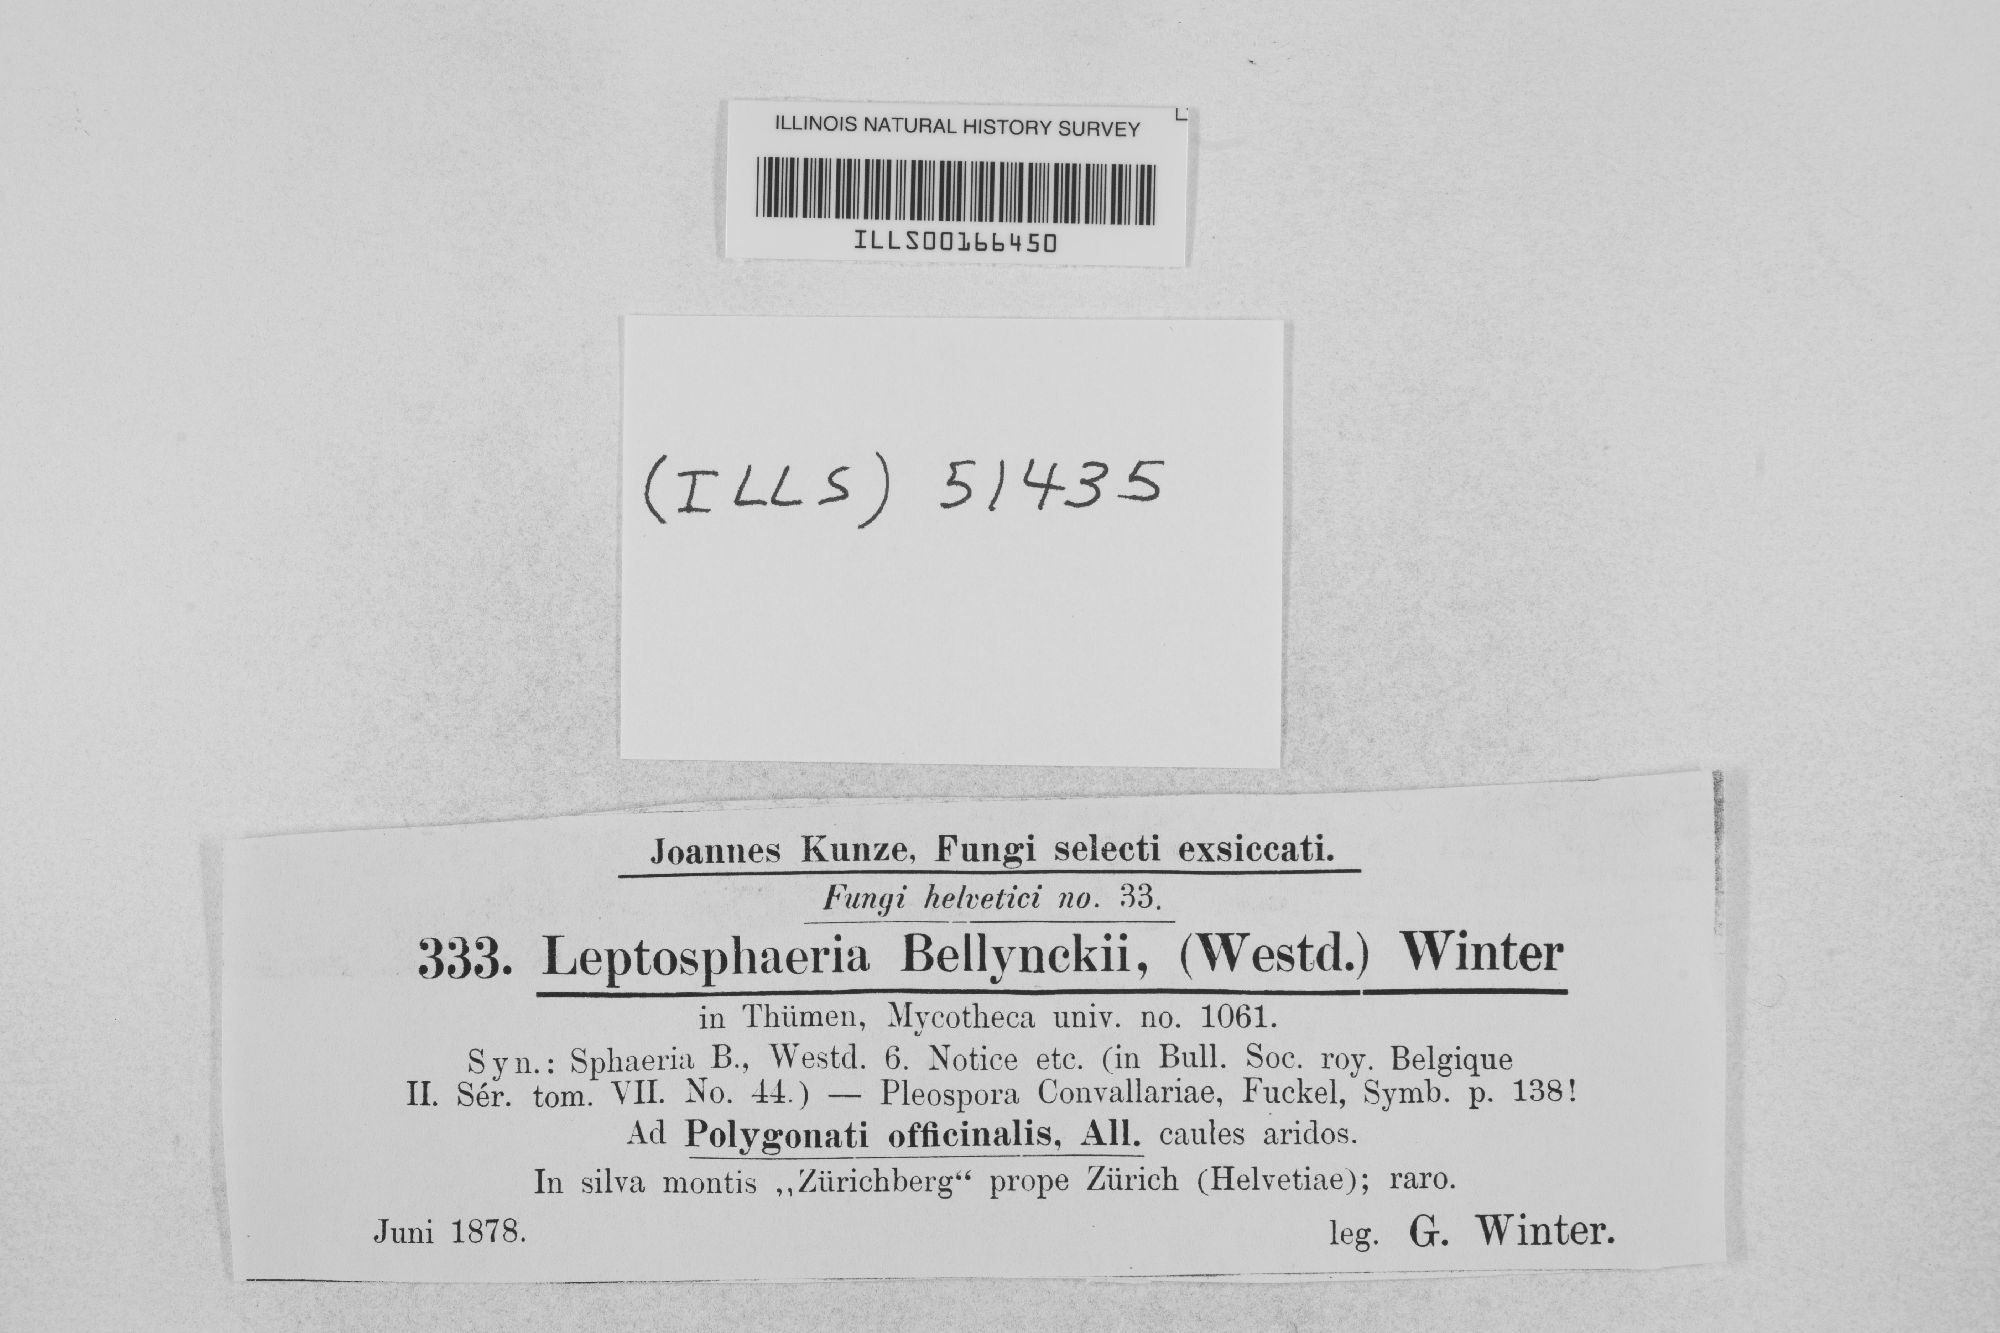 ILLINOIS NATURAL HISTORY SURVEY
ILLS00166450
(ILLS) 51435
Joannes Kunze, Fungi selecti exsiccati.
Fungi helvetici no. 33.
333. Leptosphaeria Bellynckii, (Westd.) Winter
in Thümen, Mycotheca univ. no. 1061.
Syn.: Sphaeria B., Westd. 6. Notice etc. (in Bull. Soc. roy. Belgique
II. Sér. tom. VII. No. 44.) — Pleospora Convallariae, Fuckel, Symb. p. 138!
Ad Polygonati officinalis, All. caules aridos.
In silva montis „Zürichberg“ prope Zürich (Helvetiae); raro.
Juni 1878. leg. G. Winter.